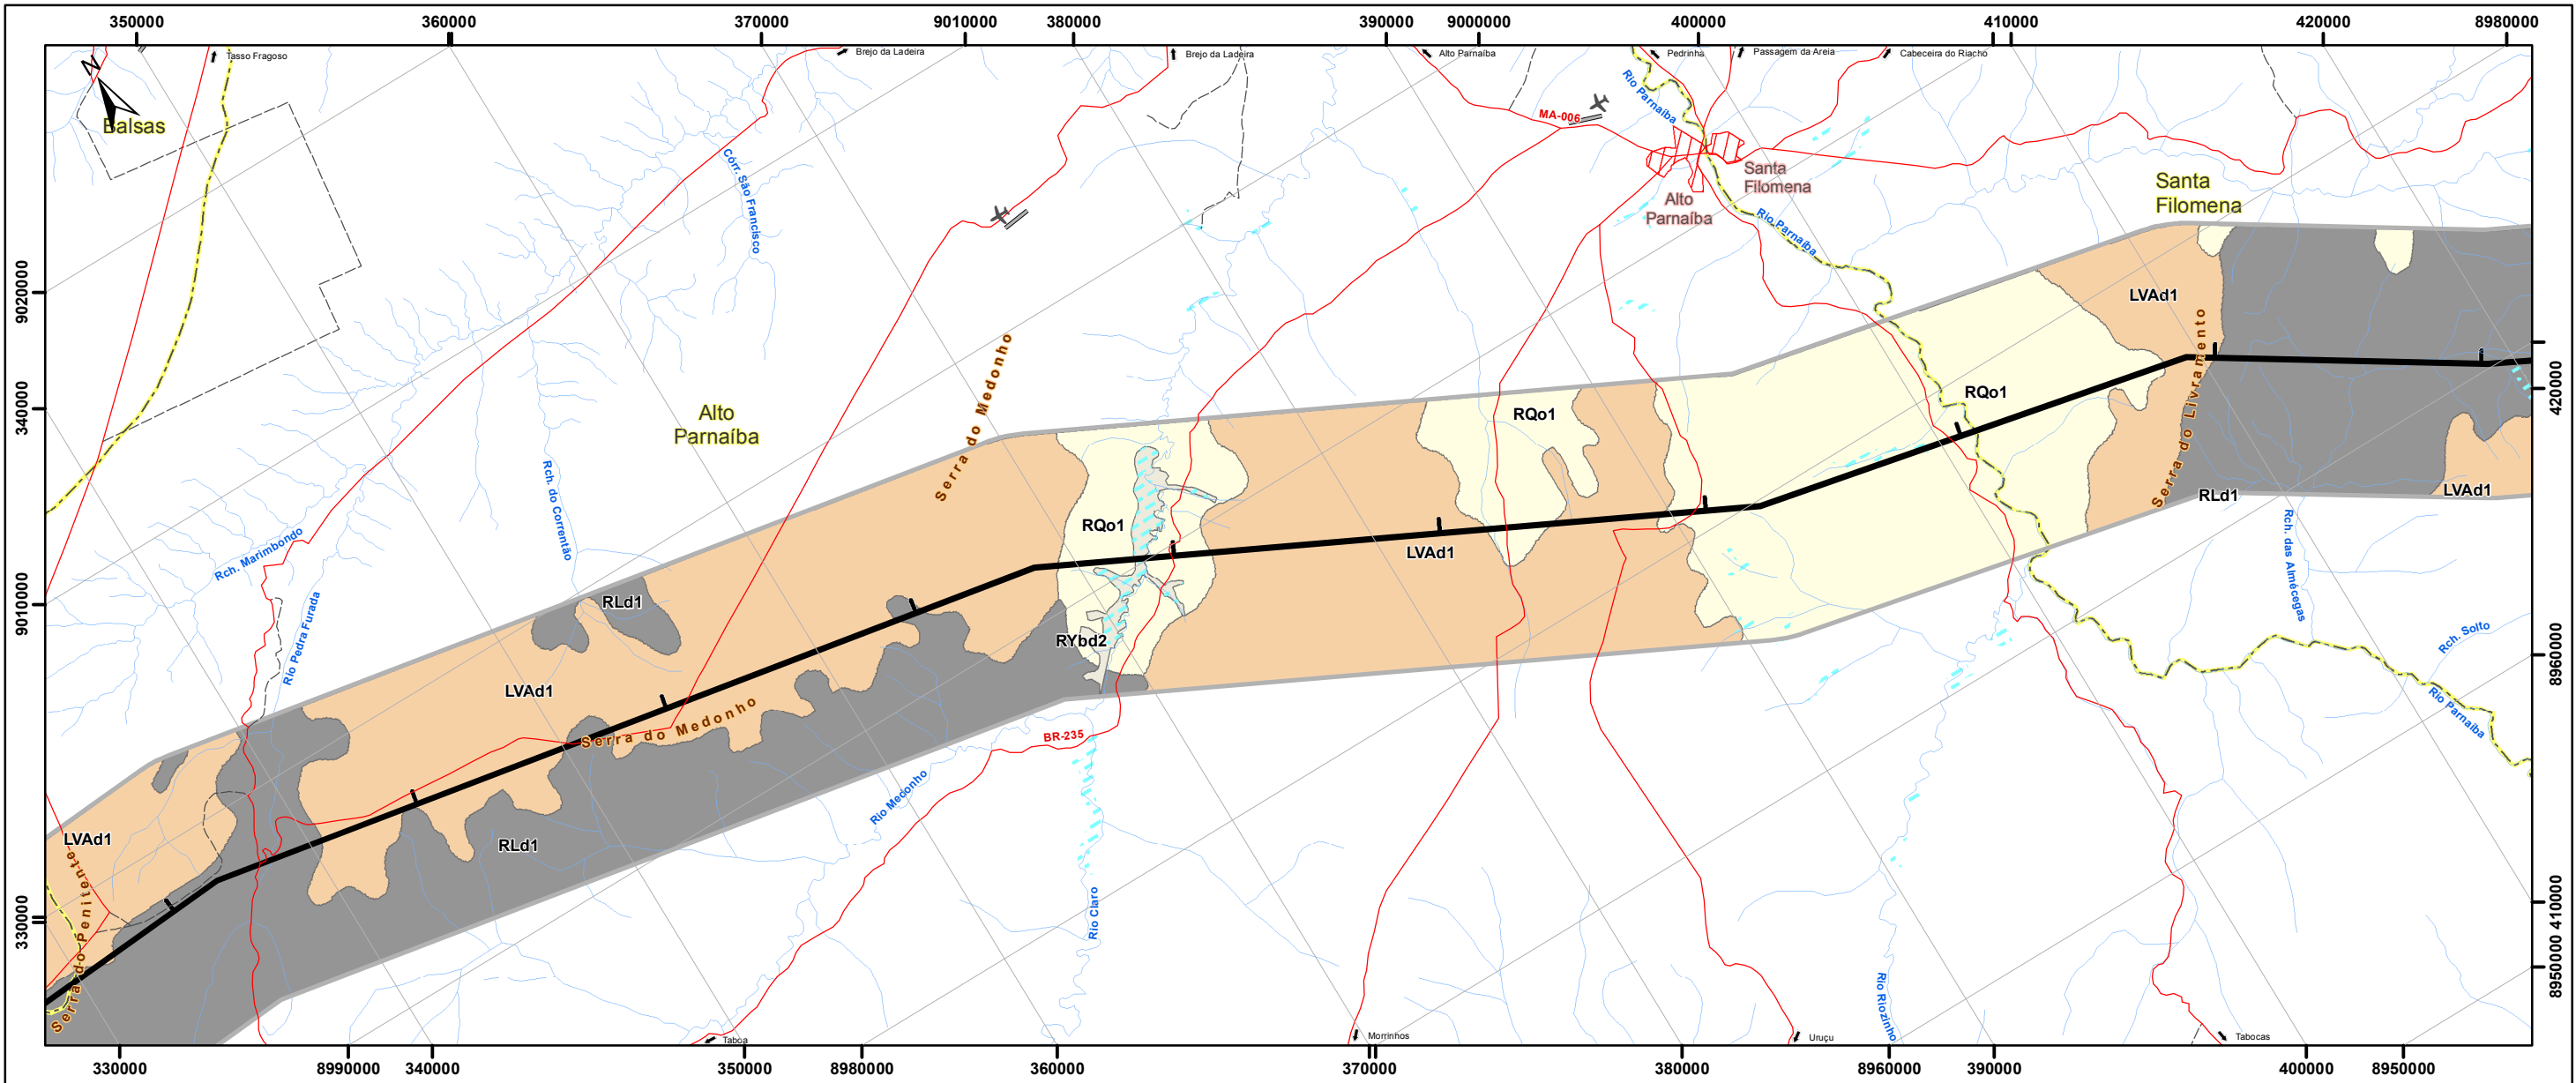 350000
360000
370000
9010000
380000
390000
9000000
400000
410000
420000
8980000
Tasso Fragoso
Brejo da Ladeira
Brejo da Ladeira
Alto Parnaíba
Pedrinha
Passagem da Areia
Cabeceira do Riacho
N
Balsas
Rio Parnaíba
MA-006
Córr. São Francisco
Santa
Filomena
Alto
Parnaíba
Santa
Filomena
Rio Parnaíba
9020000
LVAd1
Serra do Medonho
Serra do Livramento
340000
Alto
Parnaíba
RQo1
RQo1
420000
Rch. do Correntão
RQo1
LVAd1
RLd1
LVAd1
Rch. Marimbondo
Rch. das Almécegas
9010000
RLd1
Rio Pedra Furada
RYbd2
Rch. Solto
8960000
LVAd1
Serra do Medonho
BR-235
Rio Parnaíba
Rio Medonho
LVAd1
RLd1
Serra do Penitente
Rio Claro
330000
410000
8950000
Rio Riozinho
Taboa
Morrinhos
Uruçu
Tabocas
330000
8990000
340000
350000
8980000
360000
370000
380000
8960000
390000
400000
8950000